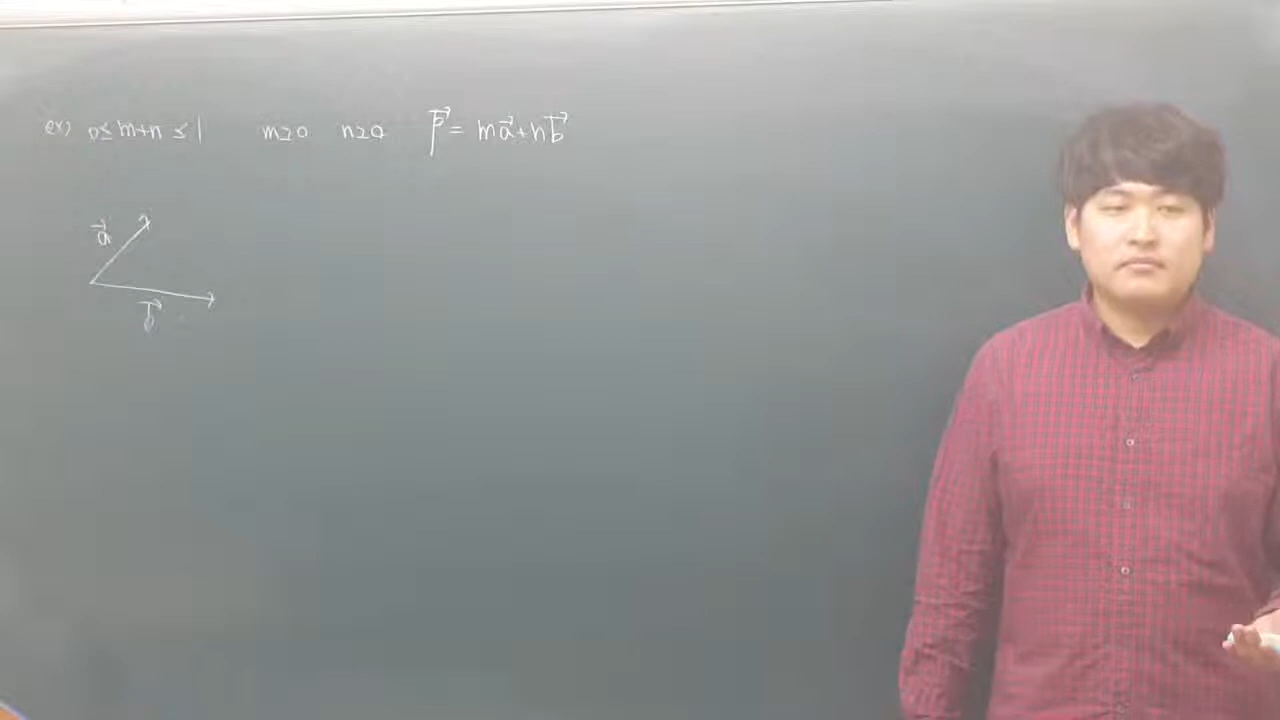 ex) 0≤ m+n ≤ 1 m≥0 n≥0 p⃗ = ma⃗+nb⃗
a⃗
b⃗